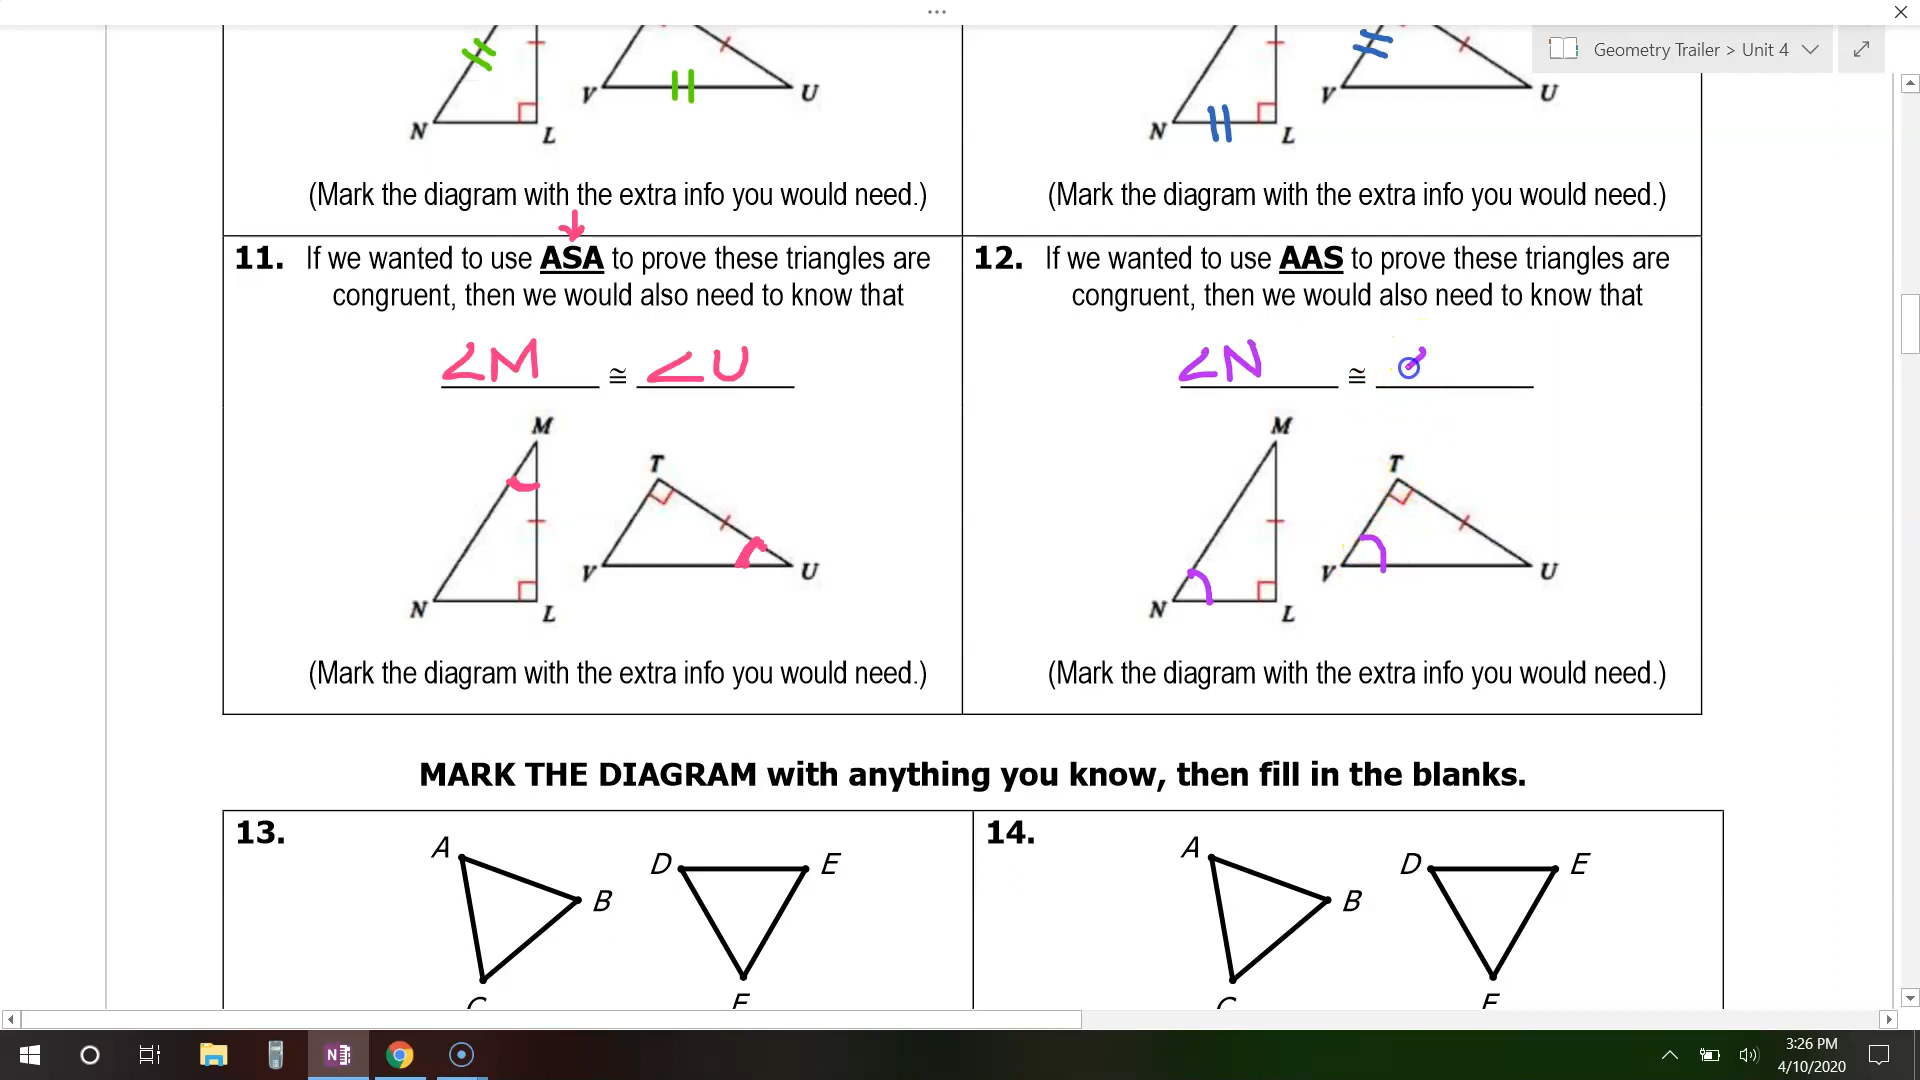 Geometry Trailer > Unit 4
N L V U
N L V U
(Mark the diagram with the extra info you would need.)
(Mark the diagram with the extra info you would need.)
11. If we wanted to use ASA to prove these triangles are
congruent, then we would also need to know that
∠M ≅ ∠U
M
T
V U
N L
(Mark the diagram with the extra info you would need.)
12. If we wanted to use AAS to prove these triangles are
congruent, then we would also need to know that
∠N ≅
M
T
V U
N L
(Mark the diagram with the extra info you would need.)
MARK THE DIAGRAM with anything you know, then fill in the blanks.
13.
A
D E
B
14.
A
D E
B
3:26 PM
4/10/2020